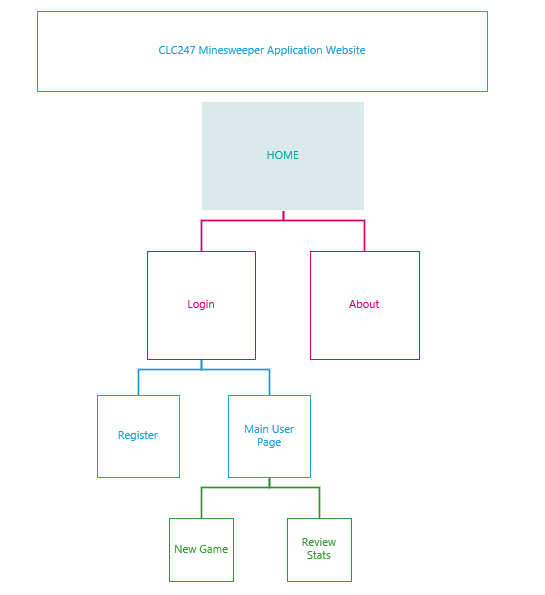 CLC247 Minesweeper Application Website
HOME
Login
About
Register
Main User
Page
New Game
Review
Stats